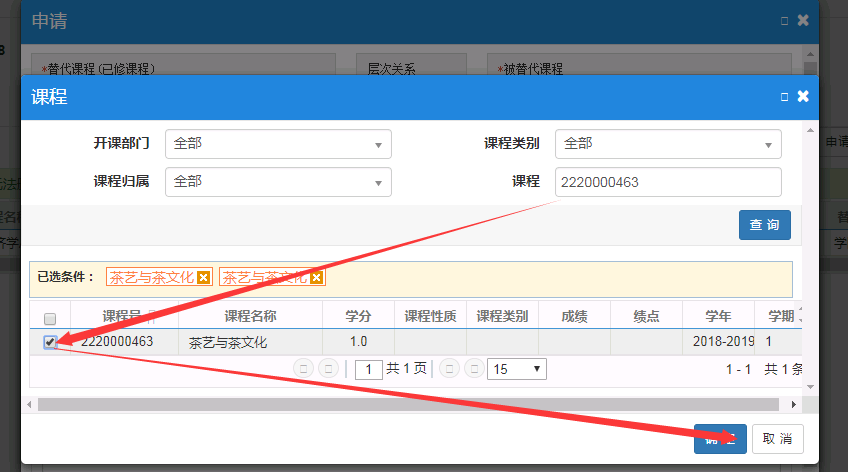 申请
*替代课程(已修课程)
层次关系
*被替代课程
课程
开课部门 全部
课程类别 全部
课程归属 全部
课程 2220000463
申请
查询
已选条件： 茶艺与茶文化 茶艺与茶文化
课程号 课程名称 学分 课程性质 课程类别 成绩 绩点 学年 学期
2220000463 茶艺与茶文化 1.0 2018-2019 1
1 共 1 页 15 1 - 1 共 1 条
确定 取消